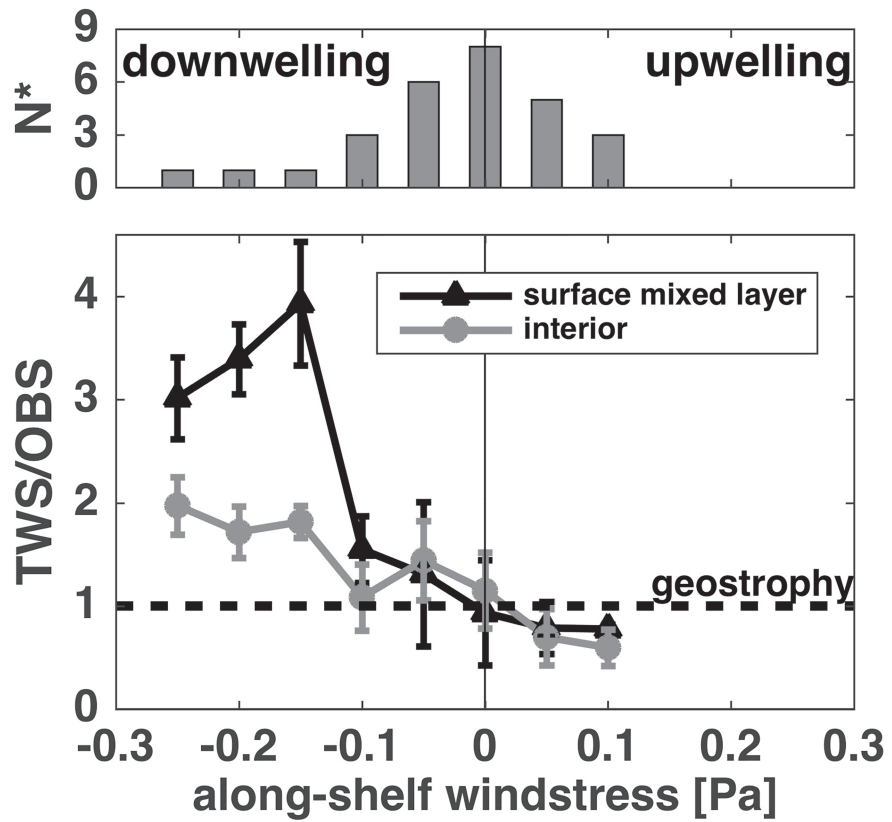 9
6
3
0
N*
downwelling
upwelling
4
3
2
1
0
TWS/OBS
surface mixed layer
interior
geostrophy
-0.3 -0.2 -0.1 0 0.1 0.2 0.3
along-shelf windstress [Pa]